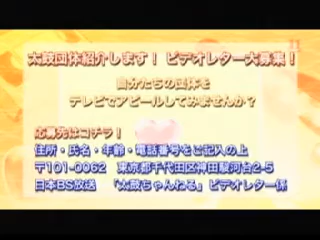 太鼓団体紹介します！ ビデオレター大募集！
自分たちの団体を
テレビでアピールしてみませんか？
応募先はコチラ！
住所・氏名・年齢・電話番号をご記入の上
〒101-0062 東京都千代田区神田駿河台2-5
日本BS放送 「太鼓ちゃんねる」ビデオレター係